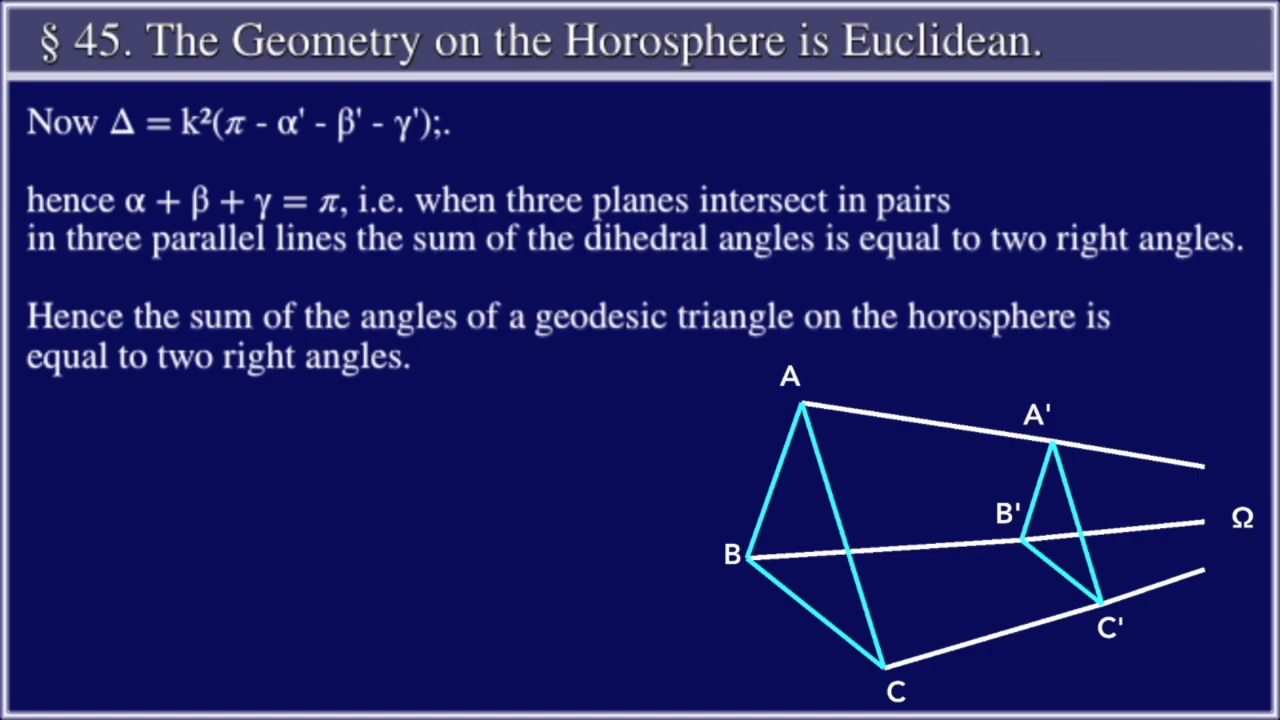 § 45. The Geometry on the Horosphere is Euclidean.
Now Δ = k²(π - α' - β' - γ');.
hence α + β + γ = π, i.e. when three planes intersect in pairs
in three parallel lines the sum of the dihedral angles is equal to two right angles.
Hence the sum of the angles of a geodesic triangle on the horosphere is
equal to two right angles.
A
A'
B'
Ω
B
C'
C